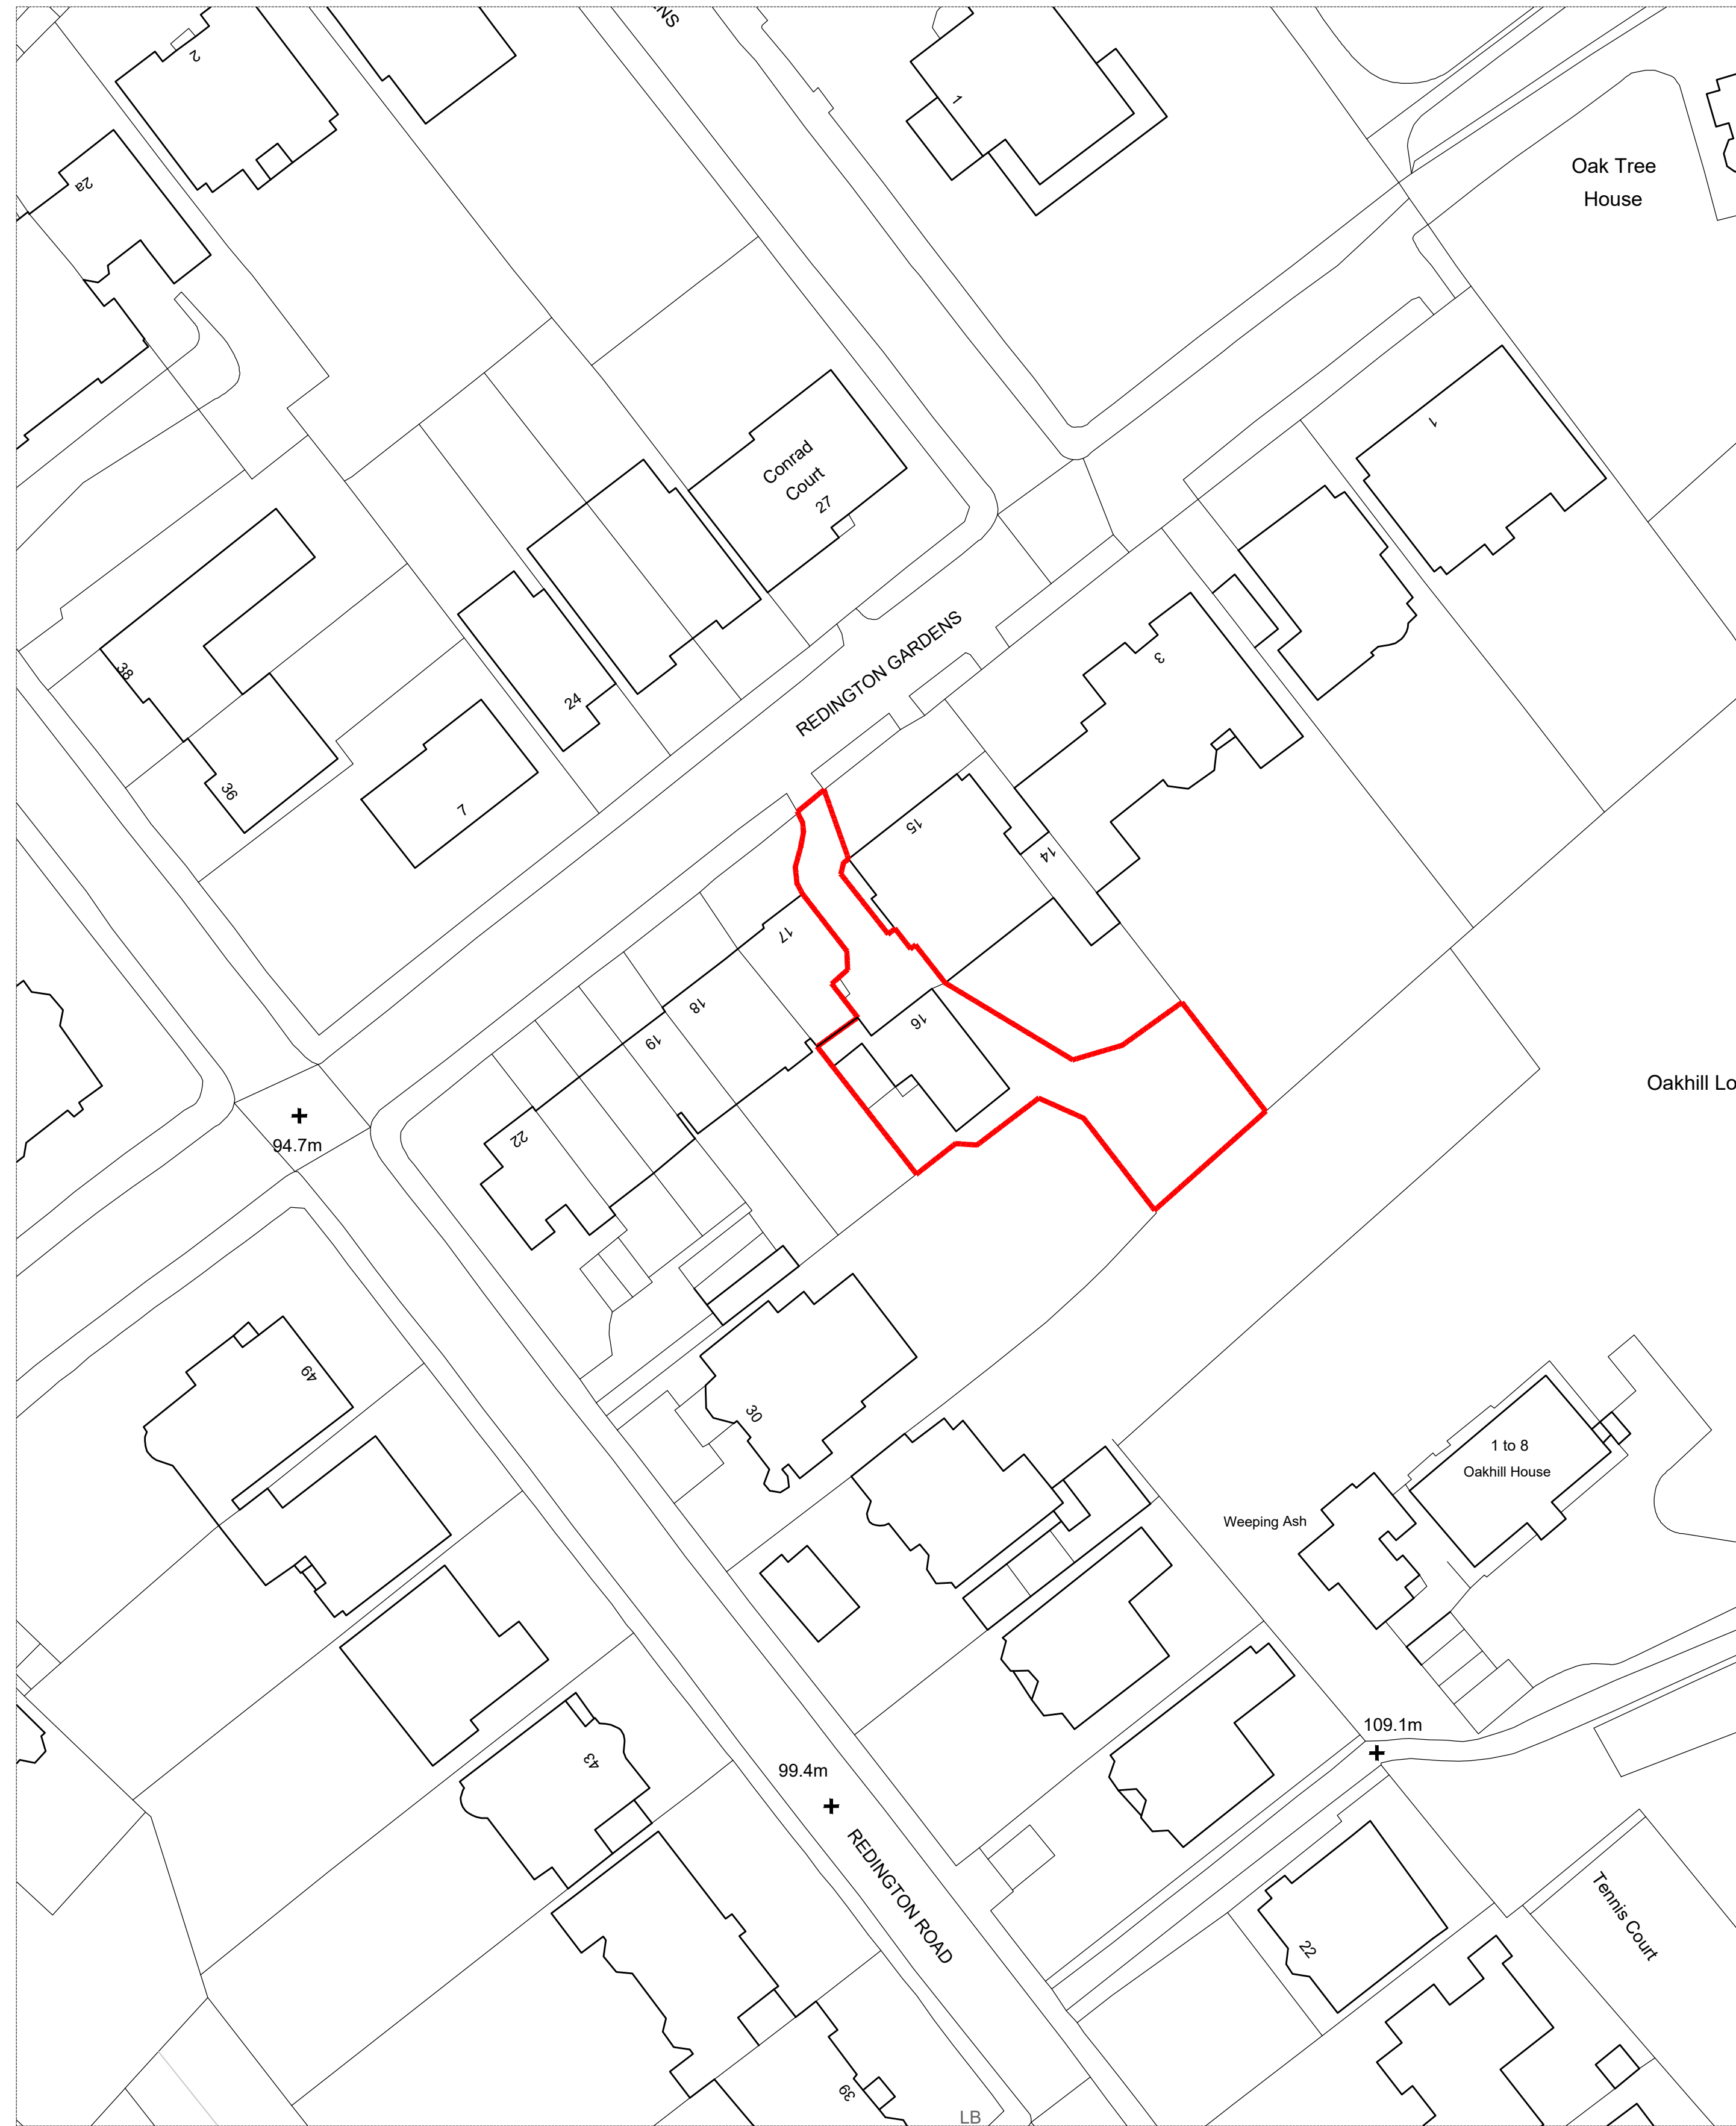 ENS
2
2a
1
Oak Tree
House
1
Conrad
Court
27
REDINGTON GARDENS
3
38
36
24
7
15
14
17
16
18
19
22
94.7m
Oakhill Lo
49
30
1 to 8
Oakhill House
Weeping Ash
109.1m
99.4m
43
REDINGTON ROAD
22
Tennis Court
39
LB